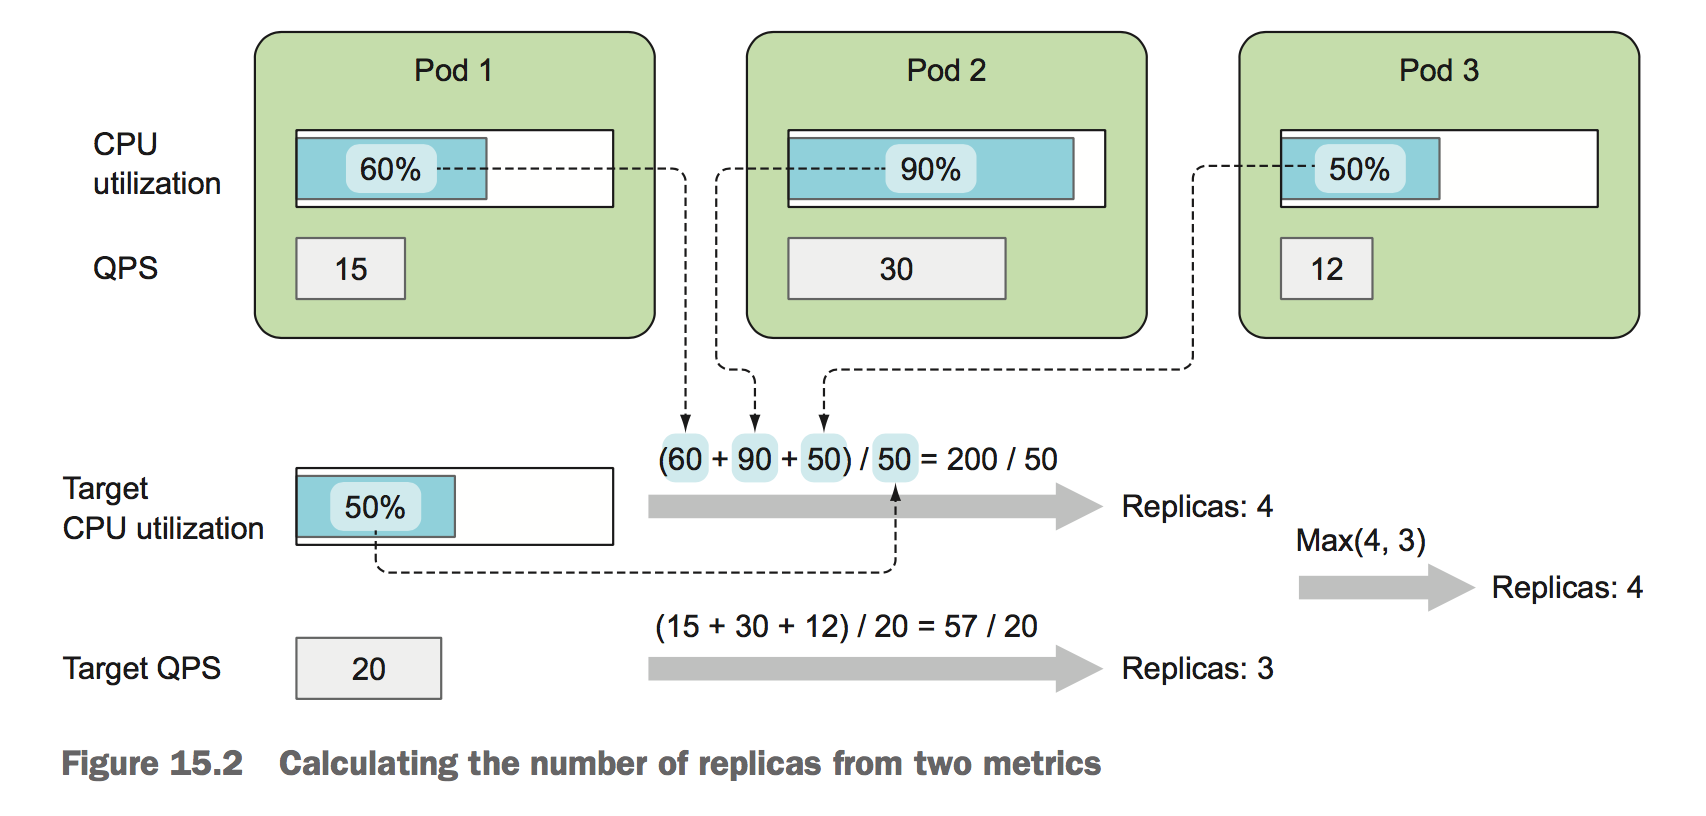 Pod 1
Pod 2
Pod 3
CPU
utilization
60%
90%
50%
QPS
15
30
12
(60 + 90 + 50) / 50 = 200 / 50
Target
CPU utilization
50%
Replicas: 4
Max(4, 3)
Replicas: 4
(15 + 30 + 12) / 20 = 57 / 20
Target QPS
20
Replicas: 3
Figure 15.2 Calculating the number of replicas from two metrics